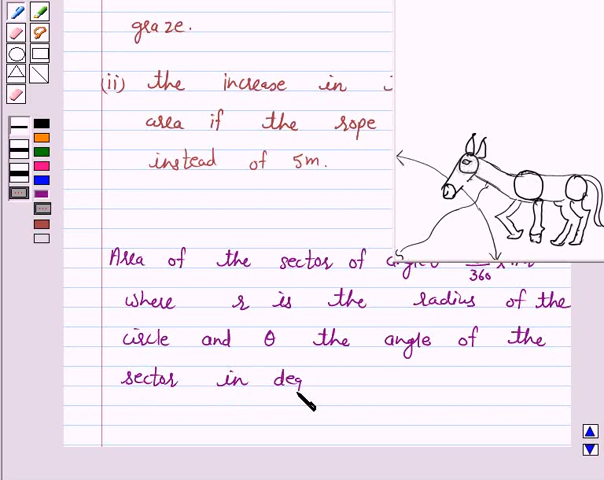 graze.
(ii) the increase in
area if the rope
instead of 5m.
Area of the sector of angle
360
where r is the radius of the
circle and θ the angle of the
sector in deg